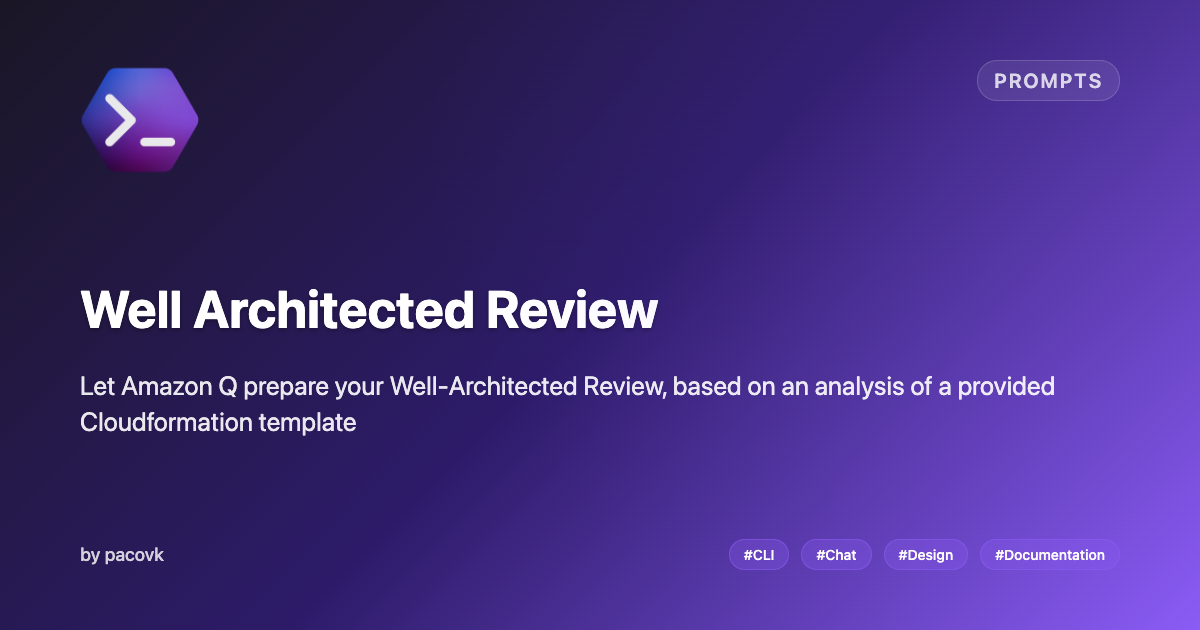 PROMPTS
Well Architected Review
Let Amazon Q prepare your Well-Architected Review, based on an analysis of a provided
Cloudformation template
by pacovk
#CLI
#Chat
#Design
#Documentation